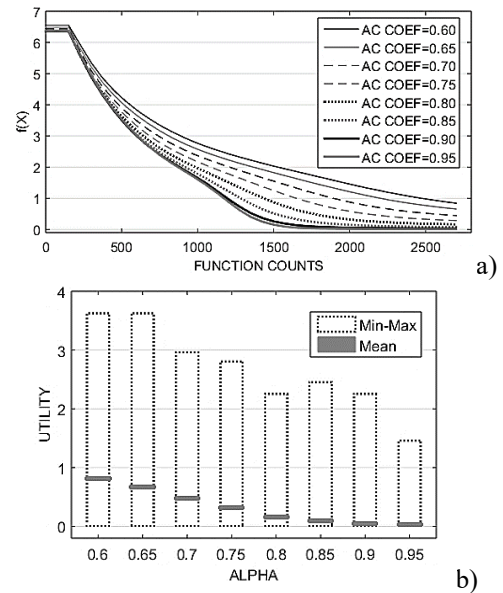 7
6
5
4
3
2
1
0
f(X)
AC COEF=0.60
AC COEF=0.65
AC COEF=0.70
AC COEF=0.75
AC COEF=0.80
AC COEF=0.85
AC COEF=0.90
AC COEF=0.95
0 500 1000 1500 2000 2500
FUNCTION COUNTS
a)
4
3
2
1
0
UTILITY
Min-Max
Mean
0.6 0.65 0.7 0.75 0.8 0.85 0.9 0.95
ALPHA
b)